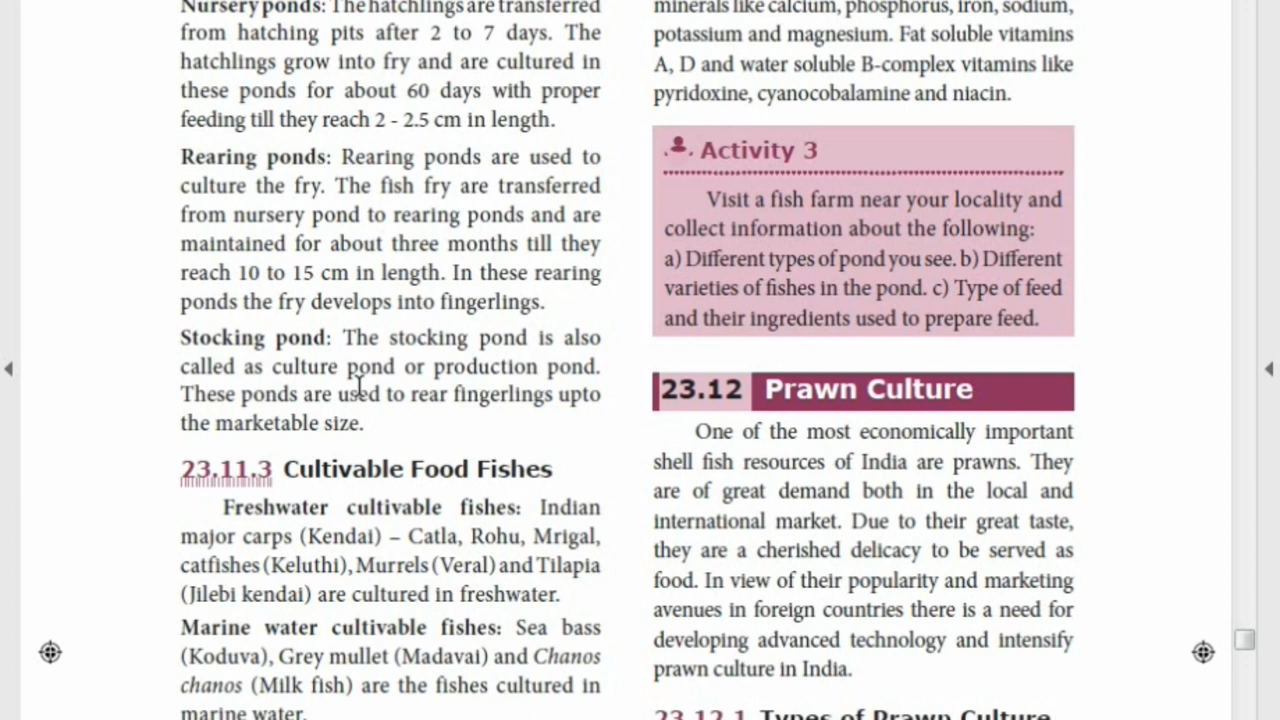 Nursery ponds: The hatchlings are transferred
from hatching pits after 2 to 7 days. The
hatchlings grow into fry and are cultured in
these ponds for about 60 days with proper
feeding till they reach 2 - 2.5 cm in length.
Rearing ponds: Rearing ponds are used to
culture the fry. The fish fry are transferred
from nursery pond to rearing ponds and are
maintained for about three months till they
reach 10 to 15 cm in length. In these rearing
ponds the fry develops into fingerlings.
Stocking pond: The stocking pond is also
called as culture pond or production pond.
These ponds are used to rear fingerlings upto
the marketable size.
23.11.3 Cultivable Food Fishes
Freshwater cultivable fishes: Indian
major carps (Kendai) – Catla, Rohu, Mrigal,
catfishes (Keluthi), Murrels (Veral) and Tilapia
(Jilebi kendai) are cultured in freshwater.
Marine water cultivable fishes: Sea bass
(Koduva), Grey mullet (Madavai) and Chanos
chanos (Milk fish) are the fishes cultured in
marine water.
minerals like calcium, phosphorus, iron, sodium,
potassium and magnesium. Fat soluble vitamins
A, D and water soluble B-complex vitamins like
pyridoxine, cyanocobalamine and niacin.
Activity 3
Visit a fish farm near your locality and
collect information about the following:
a) Different types of pond you see. b) Different
varieties of fishes in the pond. c) Type of feed
and their ingredients used to prepare feed.
23.12 Prawn Culture
One of the most economically important
shell fish resources of India are prawns. They
are of great demand both in the local and
international market. Due to their great taste,
they are a cherished delicacy to be served as
food. In view of their popularity and marketing
avenues in foreign countries there is a need for
developing advanced technology and intensify
prawn culture in India.
23.12.1 Types of Prawn Culture